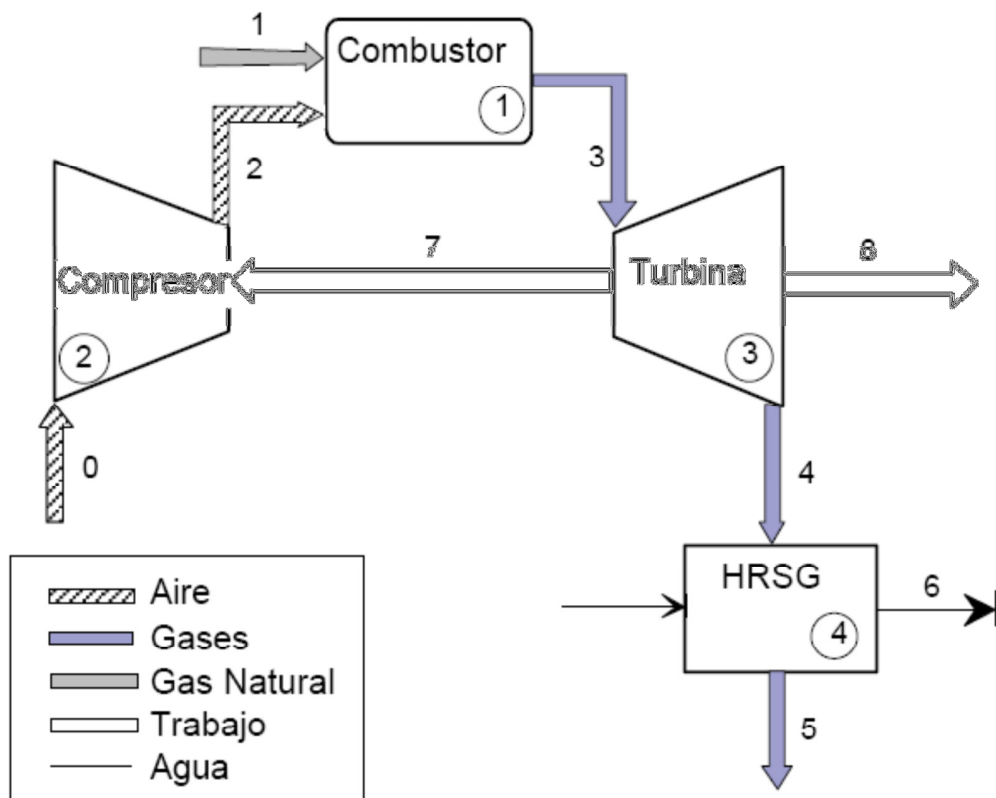 1
Combustor
1
2
3
7
8
Compresor
Turbina
2
3
0
4
HRSG
6
4
5
Aire
Gases
Gas Natural
Trabajo
Agua